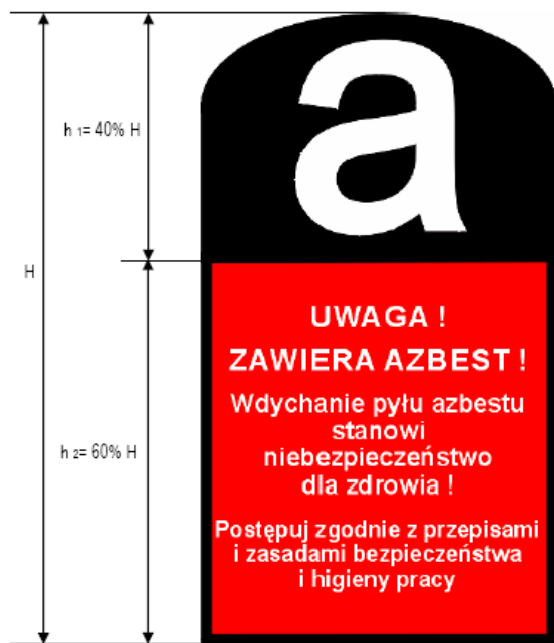 a
h 1= 40% H
H
UWAGA !
ZAWIERA AZBEST !
Wdychanie pyłu azbestu
stanowi
niebezpieczeństwo
dla zdrowia !
h 2= 60% H
Postępuj zgodnie z przepisami
i zasadami bezpieczeństwa
i higieny pracy